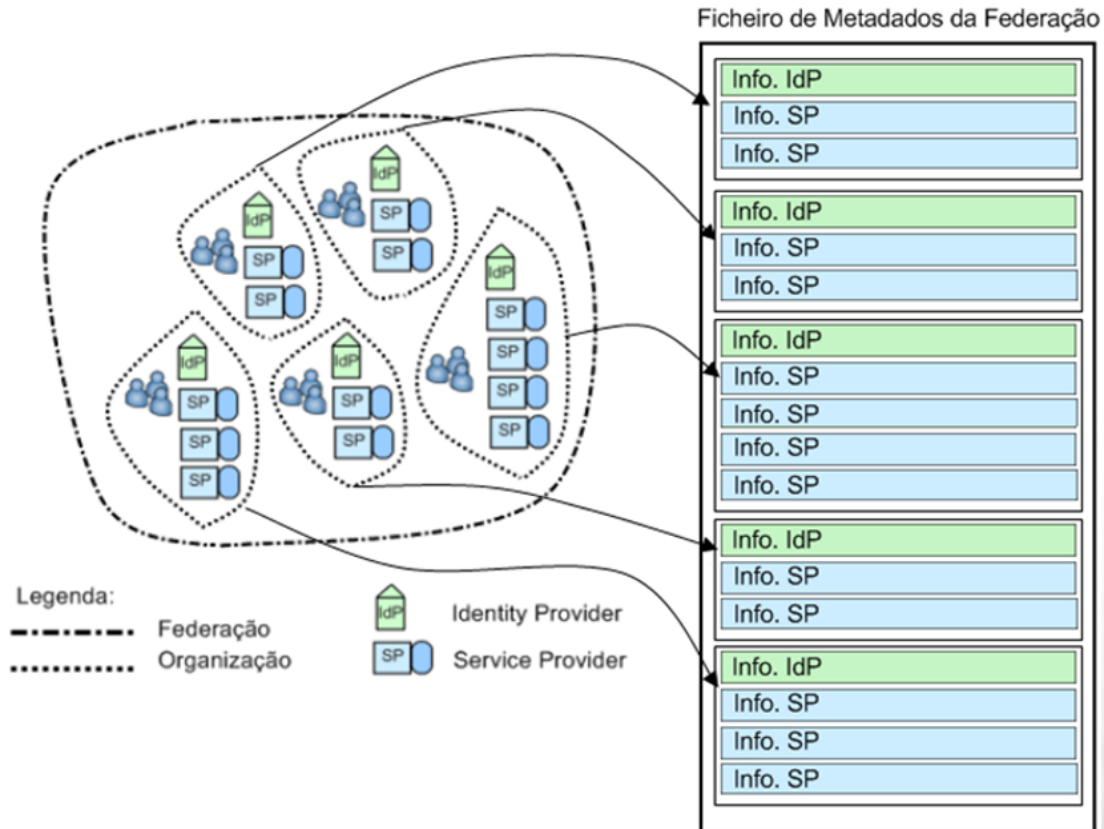 Ficheiro de Metadados da Federação
Info. IdP
Info. SP
Info. SP
Info. IdP
Info. SP
Info. SP
Info. IdP
Info. SP
Info. SP
Info. SP
Info. SP
Info. IdP
Info. SP
Info. SP
Info. IdP
Info. SP
Info. SP
Info. SP
IdP
SP
SP
IdP
SP
SP
IdP
SP
SP
SP
SP
IdP
SP
SP
SP
IdP
SP
SP
Legenda:
Federação
Organização
IdP
Identity Provider
SP
Service Provider